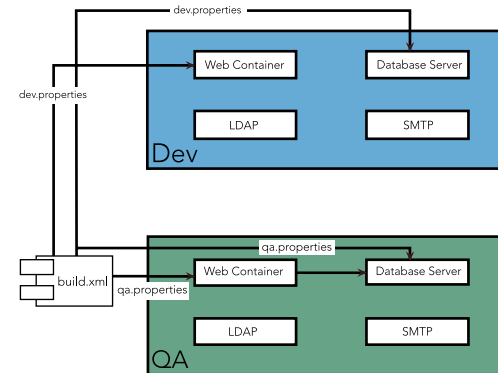 dev.properties
Web Container
Database Server
dev.properties
LDAP
SMTP
Dev
qa.properties
Web Container
Database Server
build.xml
qa.properties
LDAP
SMTP
QA